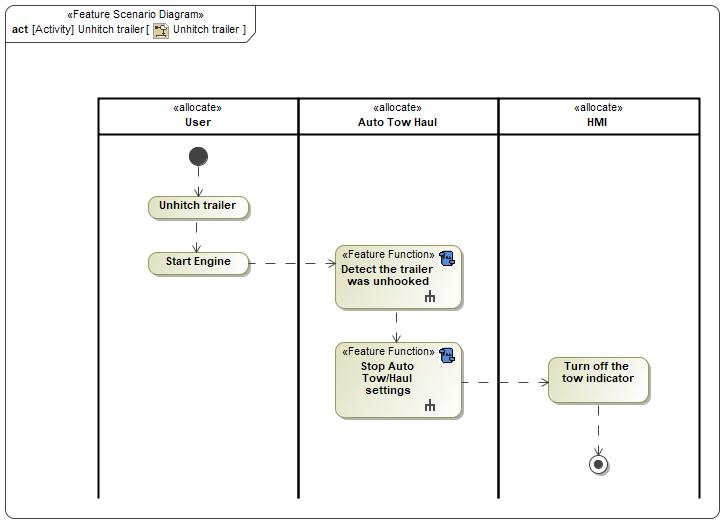 «Feature Scenario Diagram»
act [Activity] Unhitch trailer [ Unhitch trailer ]
«allocate»
User
«allocate»
Auto Tow Haul
«allocate»
HMI
Unhitch trailer
Start Engine
«Feature Function»
Detect the trailer
was unhooked
«Feature Function»
Stop Auto
Tow/Haul
settings
Turn off the
tow indicator